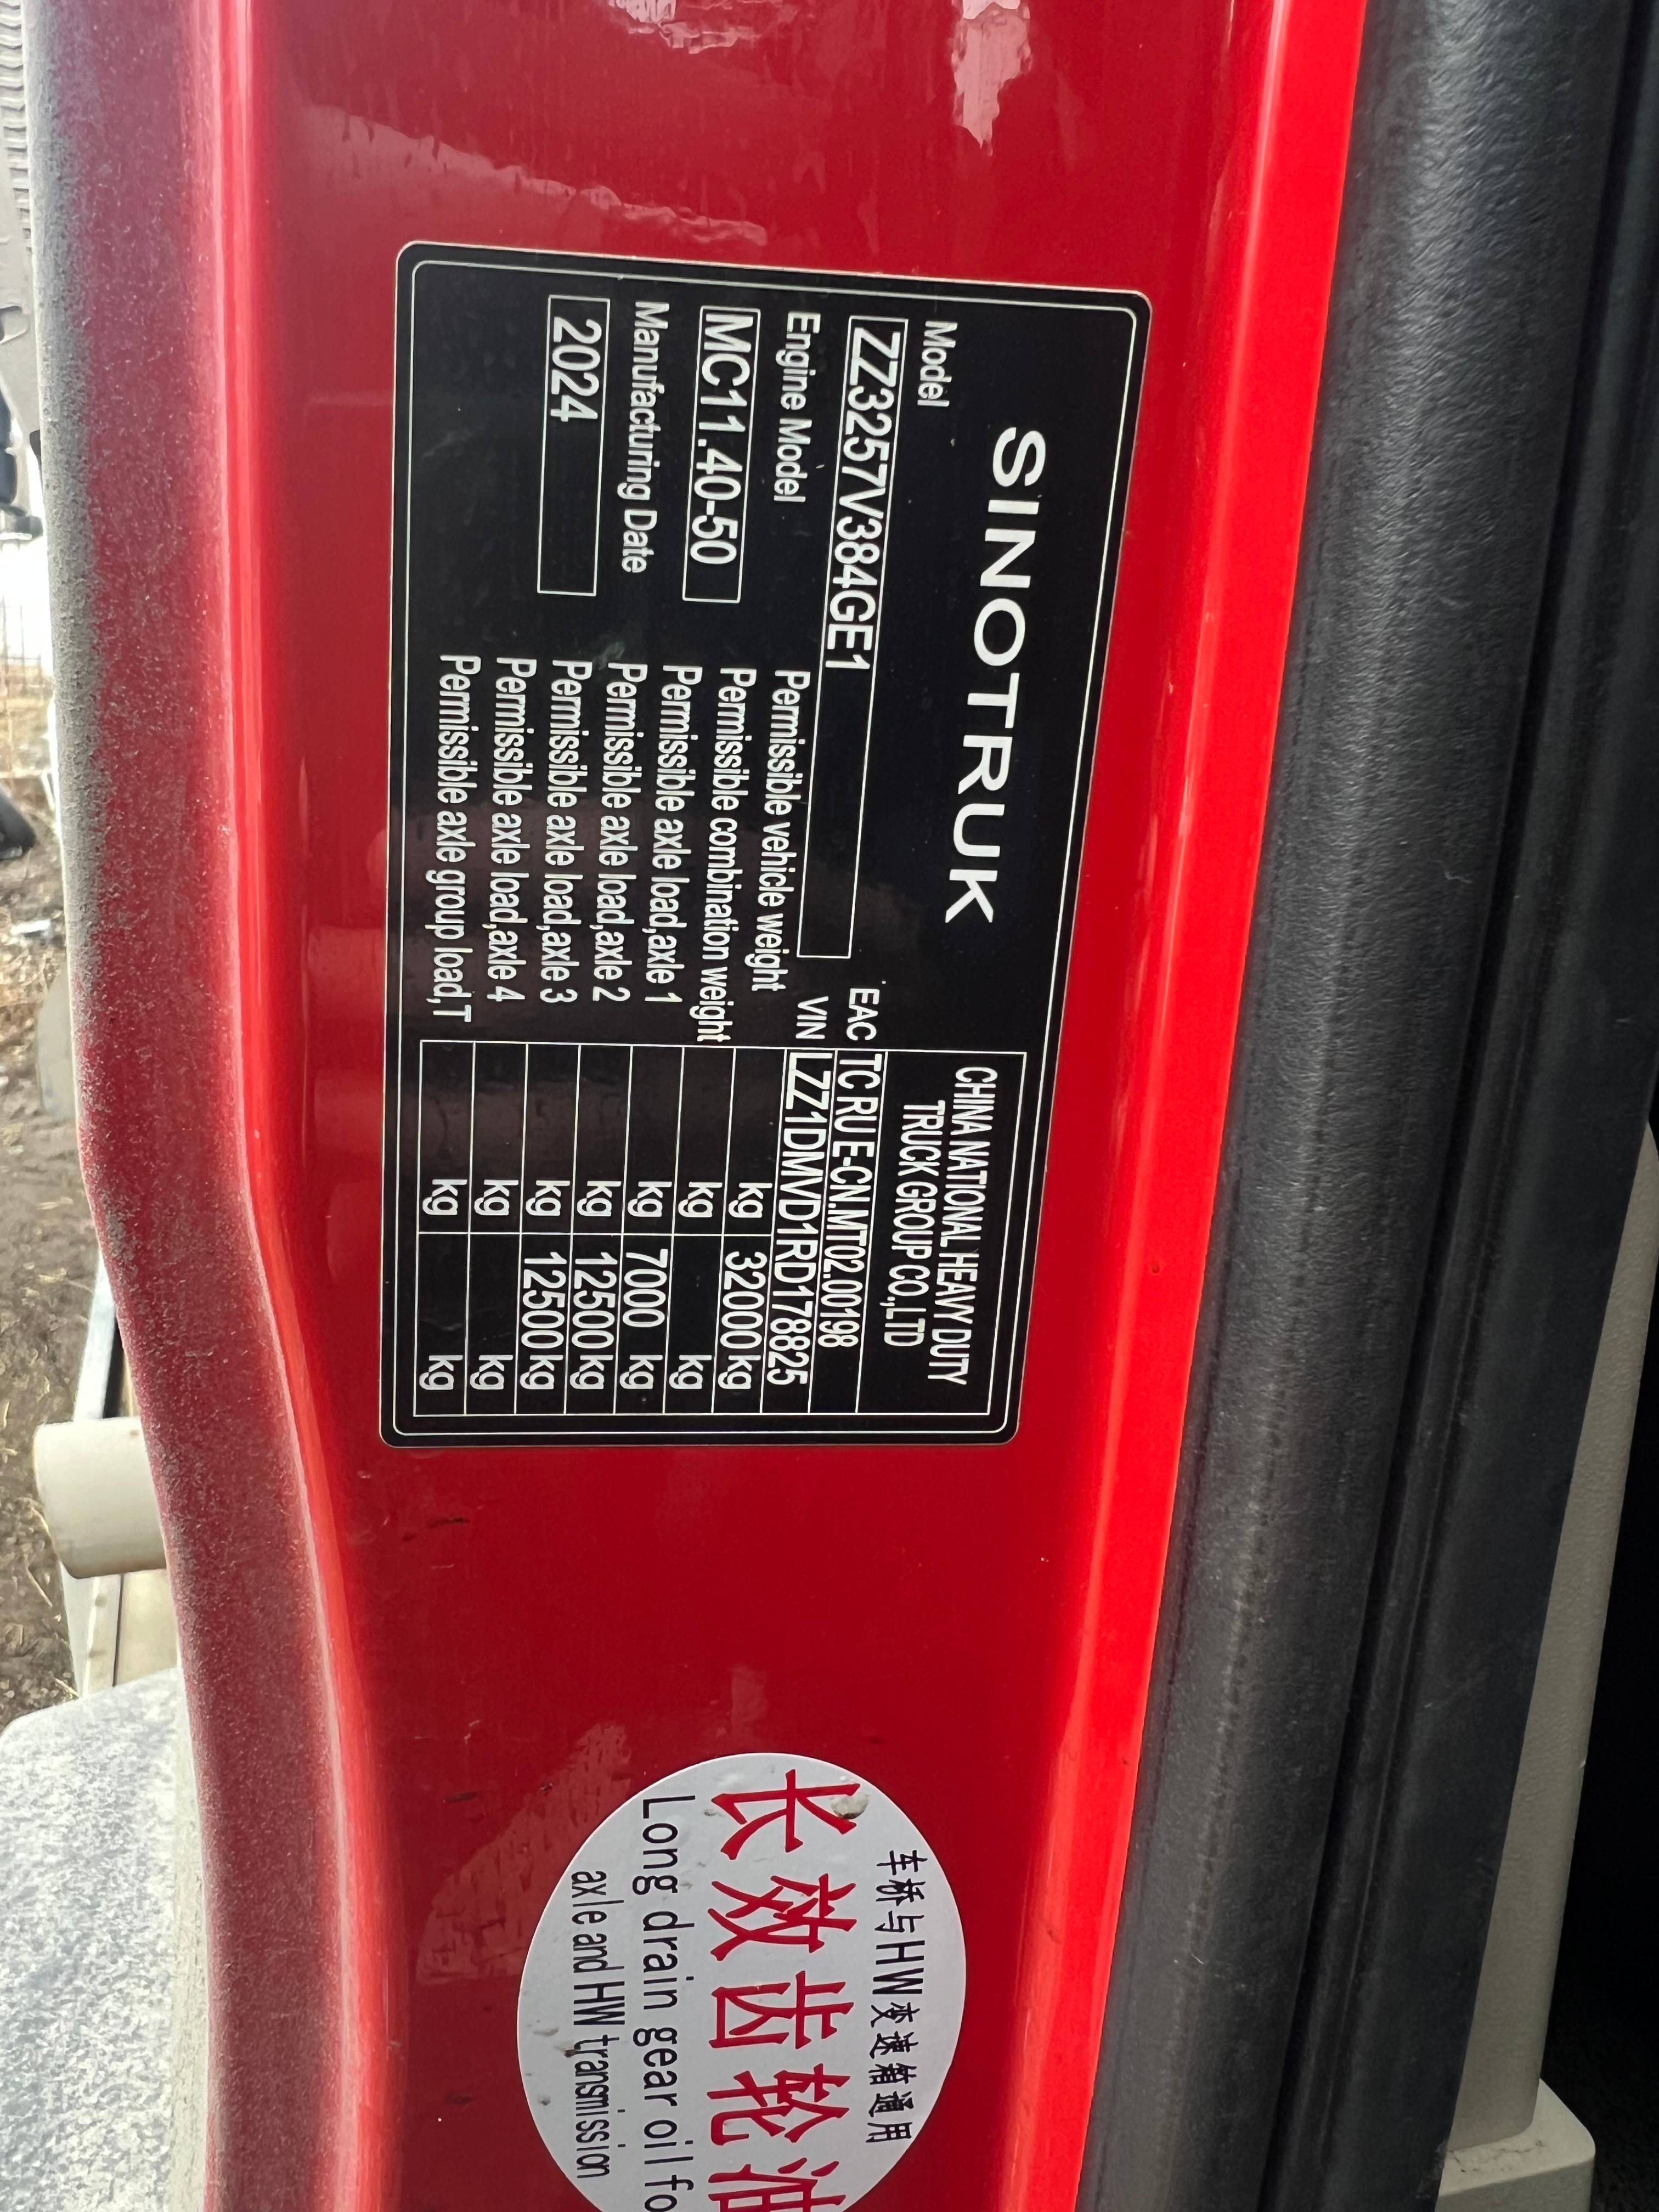 SINOTRUK
CHINA NATIONAL HEAVY DUTY
TRUCK GROUP CO.,LTD
Model
ZZ3257V384GE1
EAC TC RU E-CN.MT02.00198
VIN LZZ1DMVD1RD178825
Engine Model
MC11.40-50
Manufacturing Date
2024
Permissible vehicle weight kg 32000 kg
Permissible combination weight kg kg
Permissible axle load,axle 1 kg 7000 kg
Permissible axle load,axle 2 kg 12500 kg
Permissible axle load,axle 3 kg 12500 kg
Permissible axle load,axle 4 kg kg
Permissible axle group load,T kg kg
车桥与HW变速箱通用
长效齿轮油
Long drain gear oil fo
axle and HW transmission